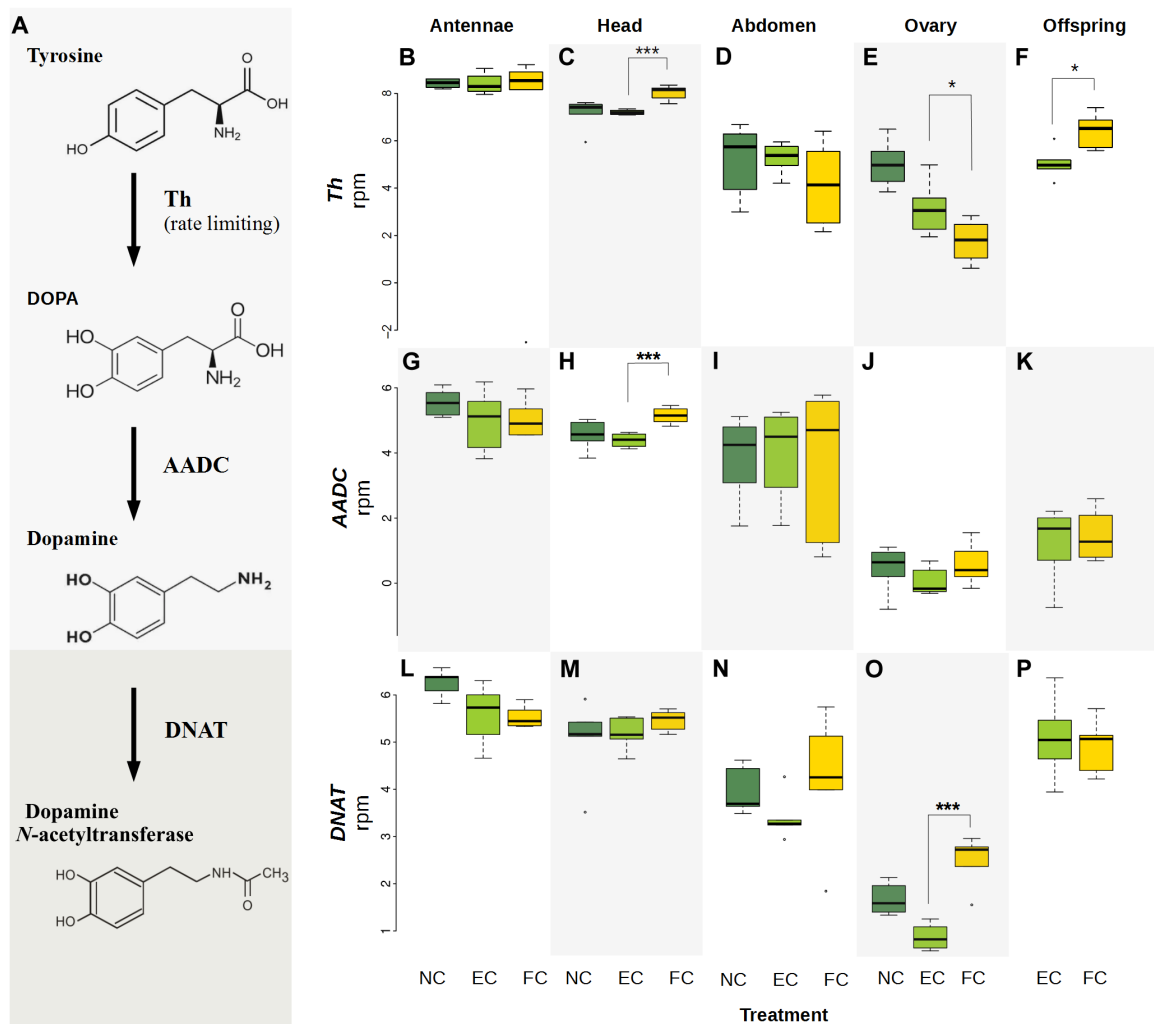 A
Tyrosine
O
OH
NH2
HO
Th
(rate limiting)
DOPA
O
HO
OH
NH2
HO
AADC
Dopamine
HO
NH2
HO
DNAT
Dopamine
N-acetyltransferase
HO
NH
CH3
O
HO
Antennae Head Abdomen Ovary Offspring
B C D E F
*** * *
8
6
4
2
0
−2
Th
rpm
G H I J K
***
6
4
2
0
AADC
rpm
L M N O P
***
6
5
4
3
2
1
DNAT
rpm
NC EC FC NC EC FC NC EC FC NC EC FC EC FC
Treatment